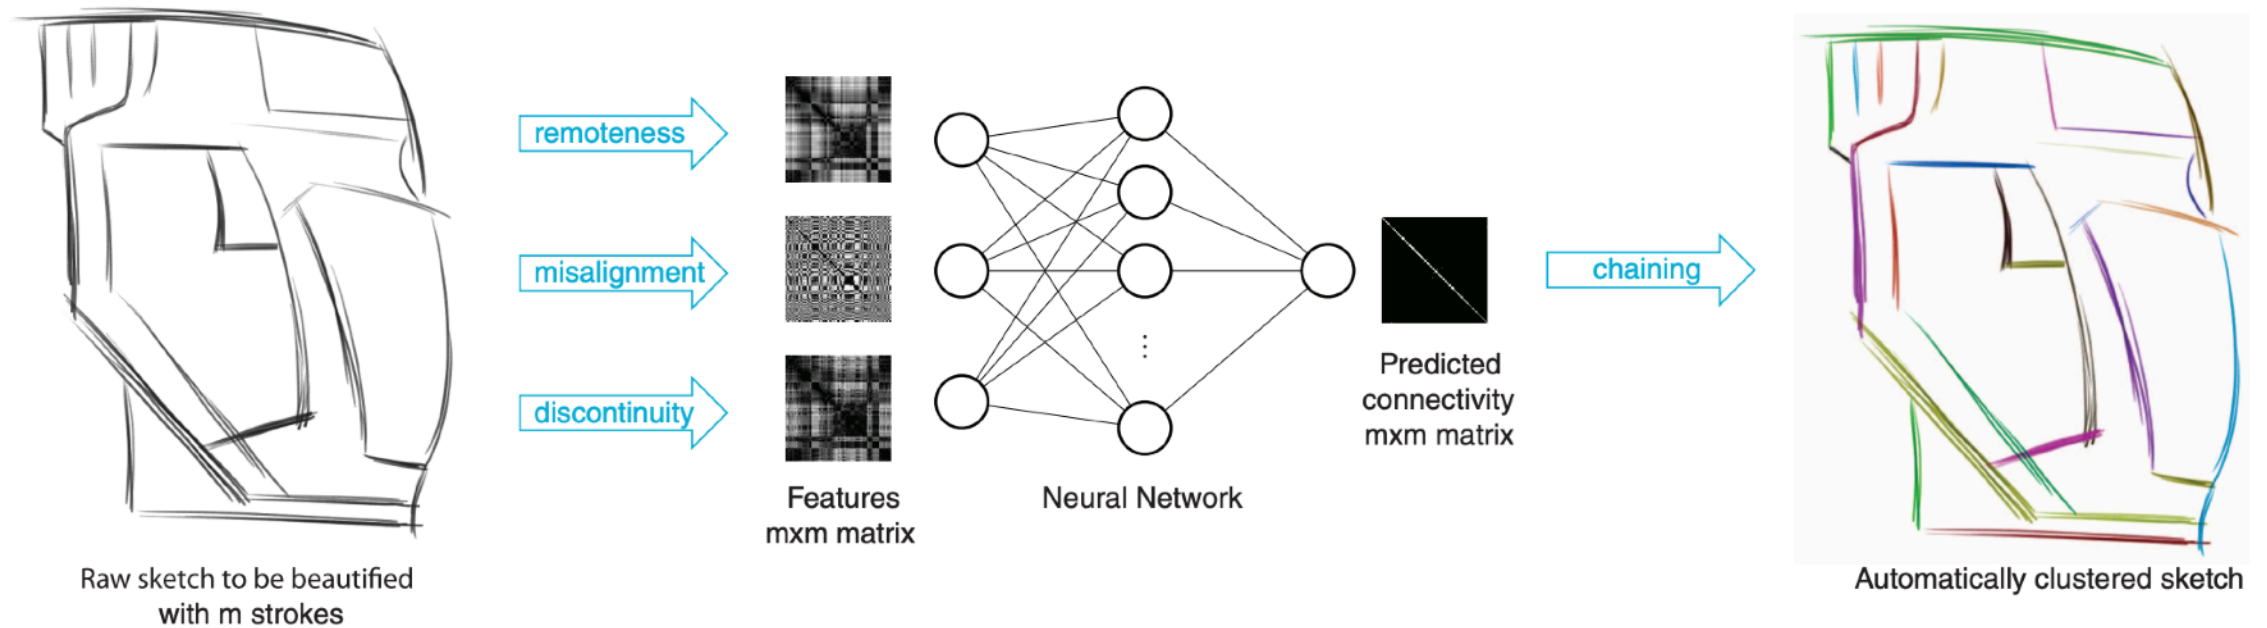 remoteness
misalignment
discontinuity
chaining
Features
mxm matrix
Neural Network
Predicted
connectivity
mxm matrix
Raw sketch to be beautified
with m strokes
Automatically clustered sketch